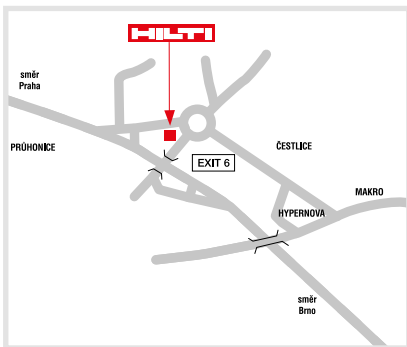 HILTI
směr
Praha
PRŮHONICE
ČESTLICE
EXIT 6
MAKRO
HYPERNOVA
směr
Brno